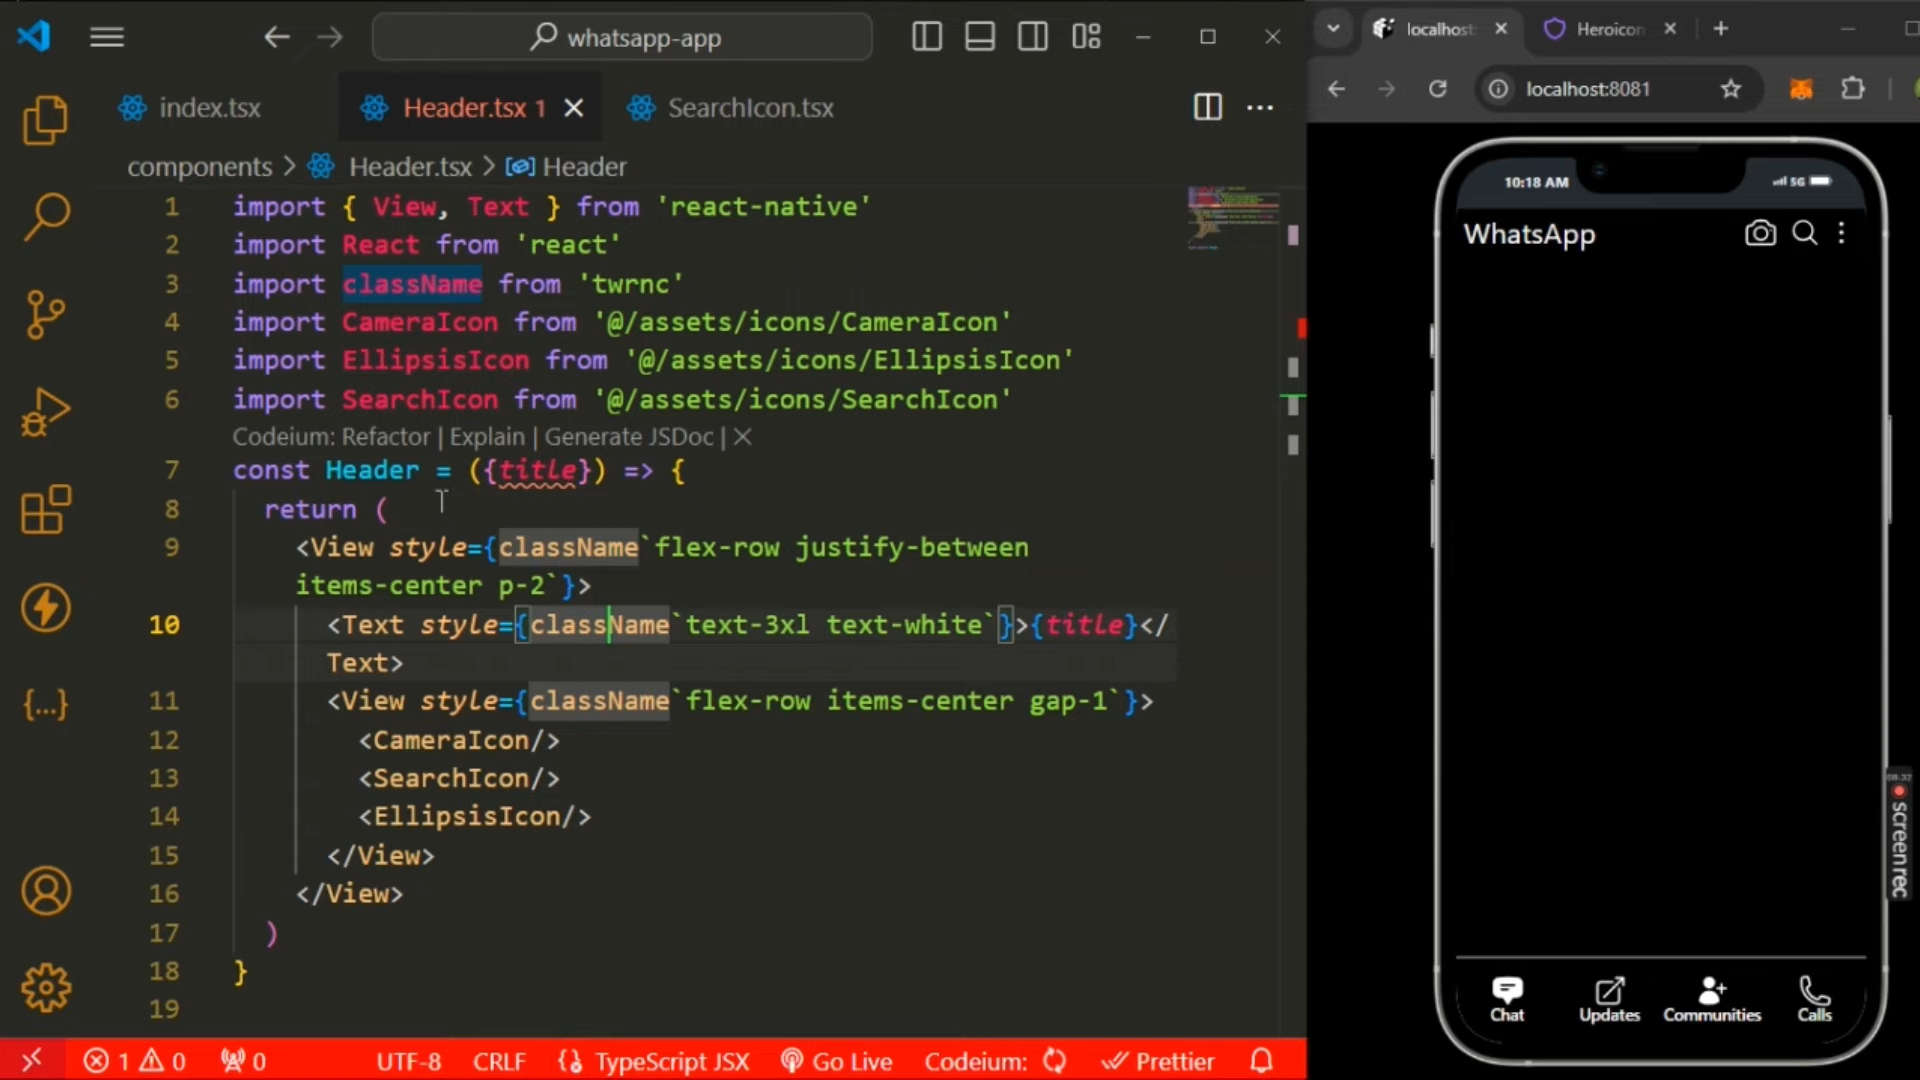 whatsapp-app
index.tsx
Header.tsx 1
SearchIcon.tsx
components > Header.tsx > Header
1 import { View, Text } from 'react-native'
2 import React from 'react'
3 import className from 'twrnc'
4 import CameraIcon from '@/assets/icons/CameraIcon'
5 import EllipsisIcon from '@/assets/icons/EllipsisIcon'
6 import SearchIcon from '@/assets/icons/SearchIcon'
Codeium: Refactor | Explain | Generate JSDoc | X
7 const Header = ({title}) => {
8 return (
9 <View style={className`flex-row justify-between
items-center p-2`}>
10 <Text style={className`text-3xl text-white`}>{title}</
Text>
11 <View style={className`flex-row items-center gap-1`}>
12 <CameraIcon/>
13 <SearchIcon/>
14 <EllipsisIcon/>
15 </View>
16 </View>
17 )
18 }
19
1 0 0 UTF-8 CRLF TypeScript JSX Go Live Codeium: Prettier
localhost
Heroicon
localhost:8081
10:18 AM
5G
WhatsApp
Chat
Updates
Communities
Calls
screenrec